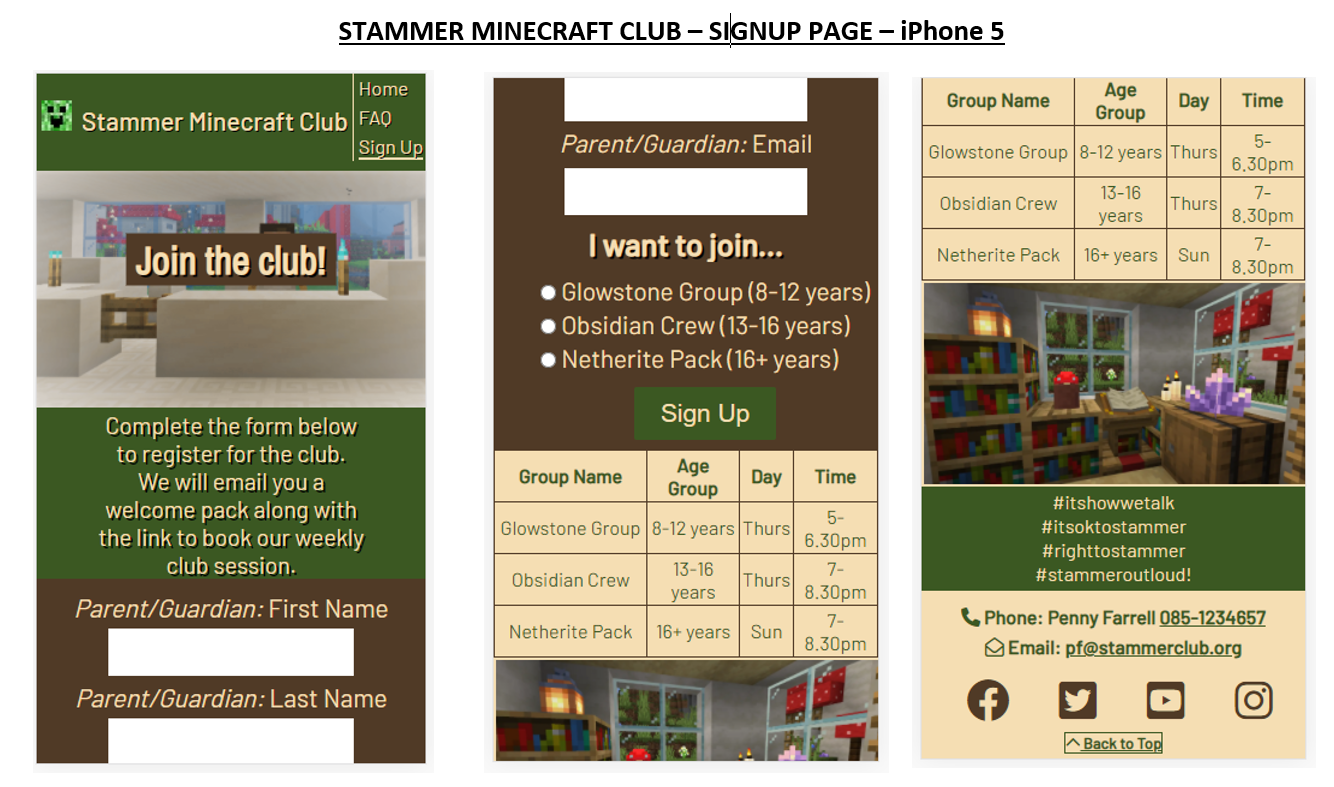 STAMMER MINECRAFT CLUB – SIGNUP PAGE – iPhone 5
Stammer Minecraft Club
Home
FAQ
Sign Up
Join the club!
Complete the form below
to register for the club.
We will email you a
welcome pack along with
the link to book our weekly
club session.
Parent/Guardian: First Name
Parent/Guardian: Last Name
Parent/Guardian: Email
I want to join...
Glowstone Group (8-12 years)
Obsidian Crew (13-16 years)
Netherite Pack (16+ years)
Sign Up
Group Name Age Group Day Time
Glowstone Group 8-12 years Thurs 5-6.30pm
Obsidian Crew 13-16 years Thurs 7-8.30pm
Netherite Pack 16+ years Sun 7-8.30pm
Group Name Age Group Day Time
Glowstone Group 8-12 years Thurs 5-6.30pm
Obsidian Crew 13-16 years Thurs 7-8.30pm
Netherite Pack 16+ years Sun 7-8.30pm
#itshowwetalk
#itsoktostammer
#righttostammer
#stammeroutloud!
Phone: Penny Farrell 085-1234657
Email: pf@stammerclub.org
Back to Top